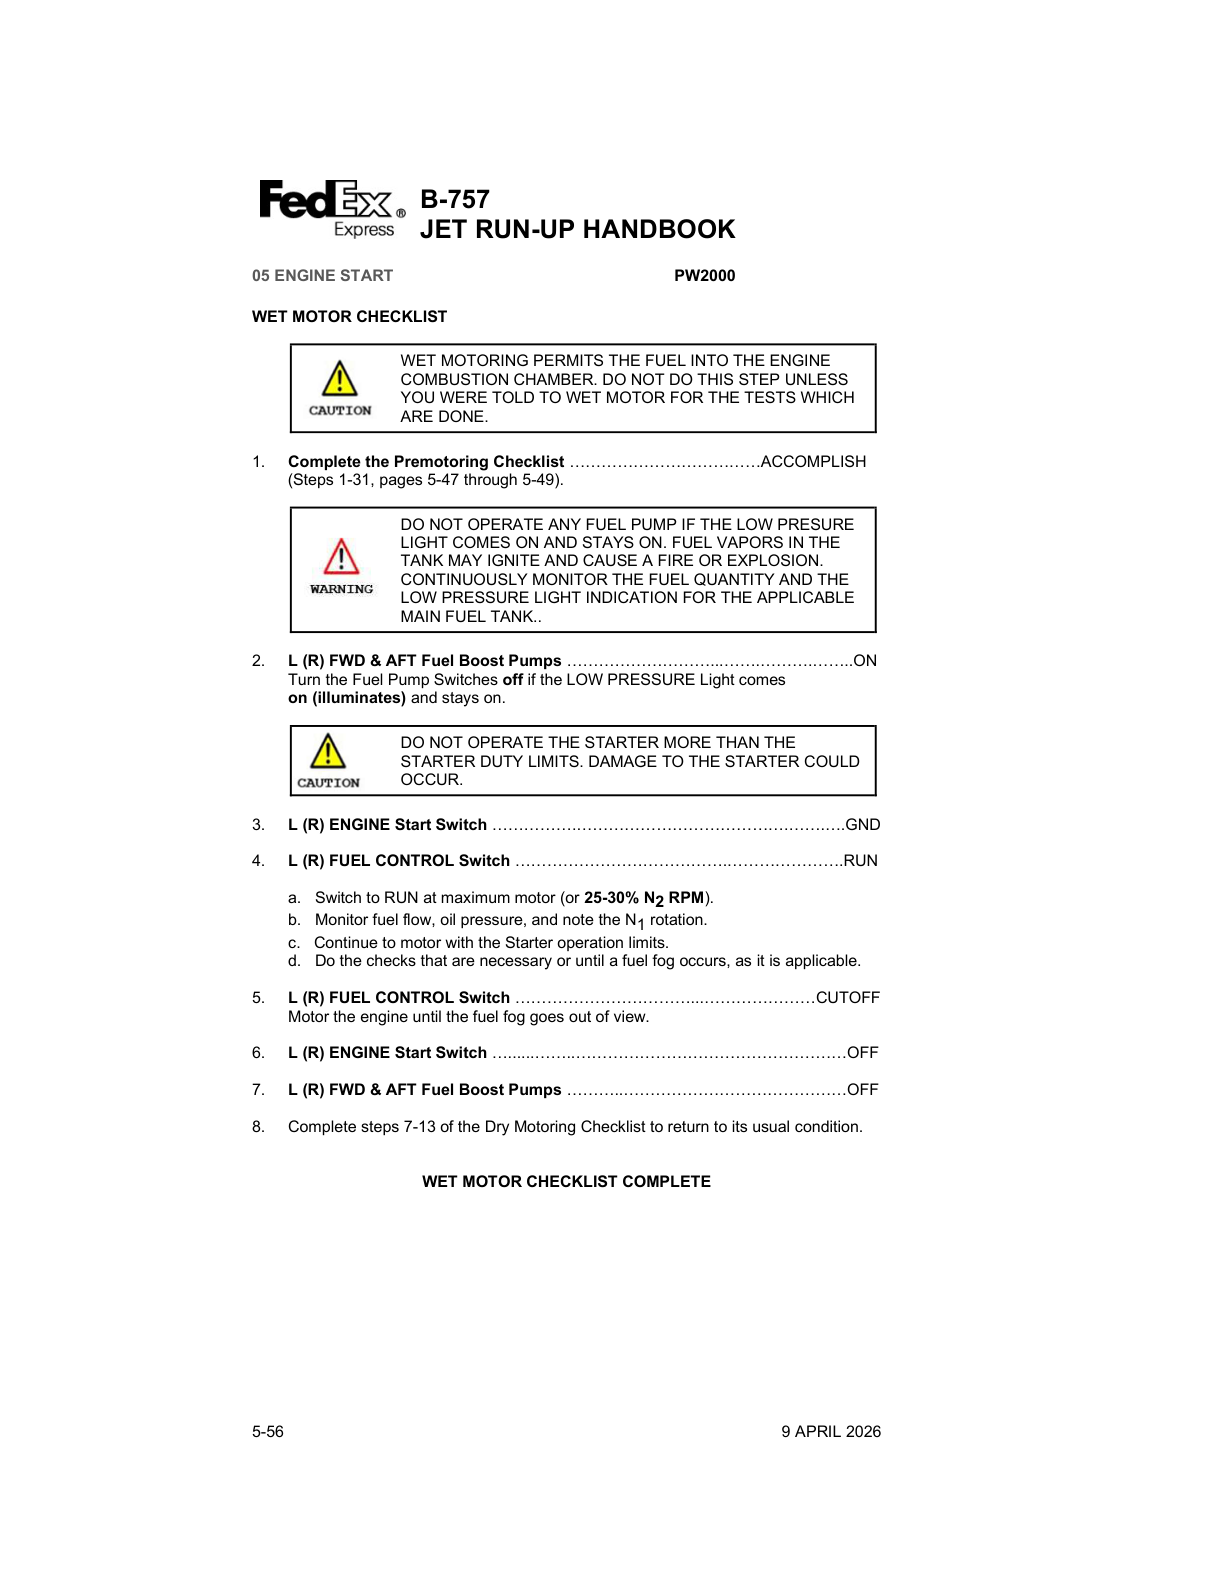 FedEx®
Express
B-757
JET RUN-UP HANDBOOK
05 ENGINE START PW2000
WET MOTOR CHECKLIST
CAUTION
WET MOTORING PERMITS THE FUEL INTO THE ENGINE
COMBUSTION CHAMBER. DO NOT DO THIS STEP UNLESS
YOU WERE TOLD TO WET MOTOR FOR THE TESTS WHICH
ARE DONE.
1. Complete the Premotoring Checklist ………………………………ACCOMPLISH
(Steps 1-31, pages 5-47 through 5-49).
WARNING
DO NOT OPERATE ANY FUEL PUMP IF THE LOW PRESURE
LIGHT COMES ON AND STAYS ON. FUEL VAPORS IN THE
TANK MAY IGNITE AND CAUSE A FIRE OR EXPLOSION.
CONTINUOUSLY MONITOR THE FUEL QUANTITY AND THE
LOW PRESSURE LIGHT INDICATION FOR THE APPLICABLE
MAIN FUEL TANK..
2. L (R) FWD & AFT Fuel Boost Pumps ………………………...…….……….……..ON
Turn the Fuel Pump Switches off if the LOW PRESSURE Light comes
on (illuminates) and stays on.
CAUTION
DO NOT OPERATE THE STARTER MORE THAN THE
STARTER DUTY LIMITS. DAMAGE TO THE STARTER COULD
OCCUR.
3. L (R) ENGINE Start Switch …………….……………………………….…….….GND
4. L (R) FUEL CONTROL Switch ………………………………….…….…………….RUN
a. Switch to RUN at maximum motor (or 25-30% N2 RPM).
b. Monitor fuel flow, oil pressure, and note the N1 rotation.
c. Continue to motor with the Starter operation limits.
d. Do the checks that are necessary or until a fuel fog occurs, as it is applicable.
5. L (R) FUEL CONTROL Switch ……………………………...…………………CUTOFF
Motor the engine until the fuel fog goes out of view.
6. L (R) ENGINE Start Switch …......……..……………………………………………OFF
7. L (R) FWD & AFT Fuel Boost Pumps ………..……………………………………OFF
8. Complete steps 7-13 of the Dry Motoring Checklist to return to its usual condition.
WET MOTOR CHECKLIST COMPLETE
5-56 9 APRIL 2026